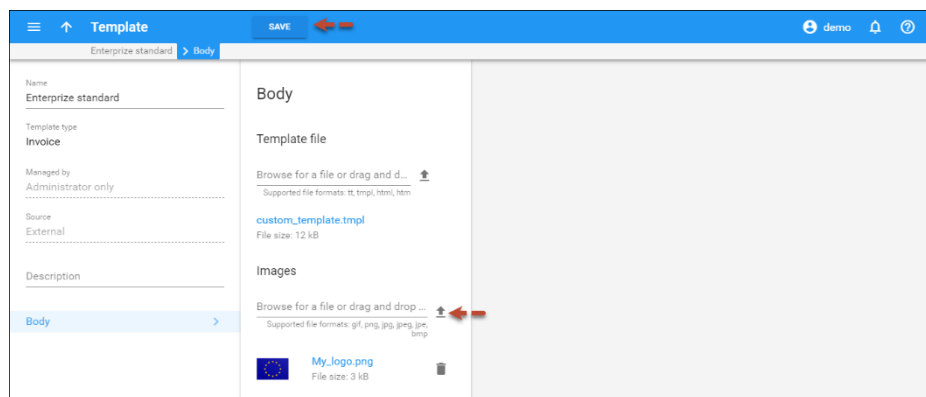 Template
SAVE
demo
Enterprize standard
Body
Name
Enterprize standard
Template type
Invoice
Managed by
Administrator only
Source
External
Description
Body
Body
Template file
Browse for a file or drag and d...
Supported file formats: tt, tmpl, html, htm
custom_template.tmpl
File size: 12 kB
Images
Browse for a file or drag and drop ...
Supported file formats: gif, png, jpg, jpeg, jpe,
bmp
My_logo.png
File size: 3 kB